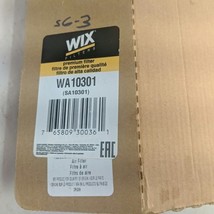 SC-3
WIX
FILTERS
premium filter
filtre de première qualité
filtro de alta calidad
WA10301
(SA10301)
7 65809 30036 1
EAC
Air Filter
Filtre à air
Filtro de aire